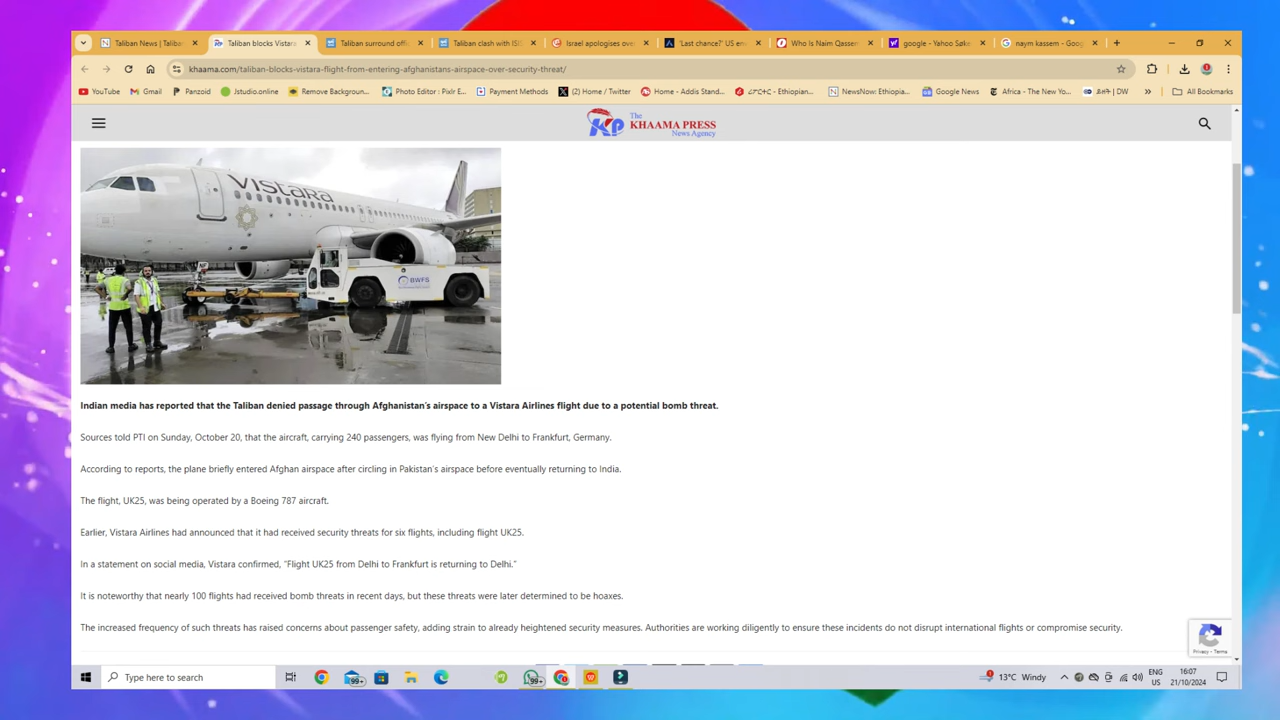 Taliban News | Taliba
Taliban blocks Vistara
Taliban surround offi
Taliban clash with ISIS
Israel apologises over
'Last chance?' US en
Who Is Naim Qassem
google - Yahoo Søke
naym kassem - Goog
khaama.com/taliban-blocks-vistara-flight-from-entering-afghanistans-airspace-over-security-threat/
YouTube
Gmail
Panzoid
Jstudio.online
Remove Backgroun...
Photo Editor : Pixlr E...
Payment Methods
(2) Home / Twitter
Home - Addis Stand...
ሪፖርተር - Ethiopian...
NewsNow: Ethiopia...
Google News
Africa - The New Yo...
ዜና | DW
All Bookmarks
The
KHAAMA PRESS
News Agency
VISTARA
BWFS
Indian media has reported that the Taliban denied passage through Afghanistan's airspace to a Vistara Airlines flight due to a potential bomb threat.
Sources told PTI on Sunday, October 20, that the aircraft, carrying 240 passengers, was flying from New Delhi to Frankfurt, Germany.
According to reports, the plane briefly entered Afghan airspace after circling in Pakistan's airspace before eventually returning to India.
The flight, UK25, was being operated by a Boeing 787 aircraft.
Earlier, Vistara Airlines had announced that it had received security threats for six flights, including flight UK25.
In a statement on social media, Vistara confirmed, "Flight UK25 from Delhi to Frankfurt is returning to Delhi."
It is noteworthy that nearly 100 flights had received bomb threats in recent days, but these threats were later determined to be hoaxes.
The increased frequency of such threats has raised concerns about passenger safety, adding strain to already heightened security measures. Authorities are working diligently to ensure these incidents do not disrupt international flights or compromise security.
Privacy - Terms
Type here to search
99+
99+
13°C Windy
ENG
US
16:07
21/10/2024